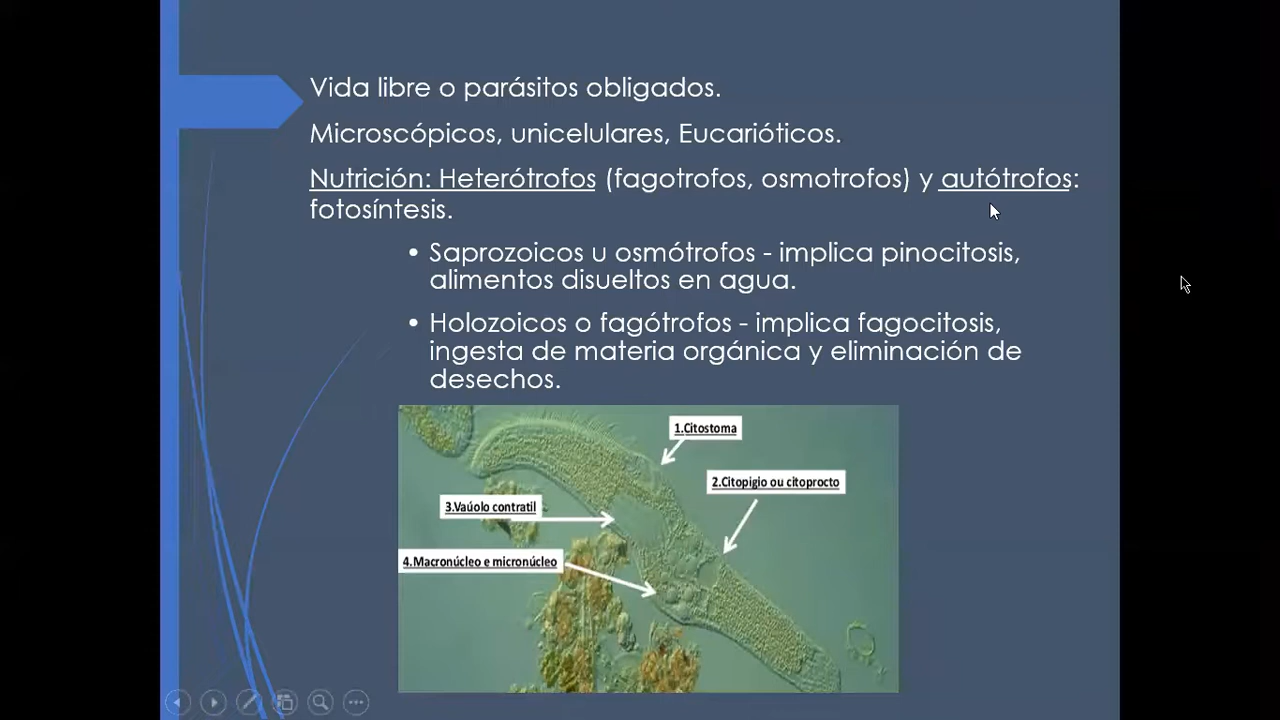 Vida libre o parásitos obligados.
Microscópicos, unicelulares, Eucarióticos.
Nutrición: Heterótrofos (fagotrofos, osmotrofos) y autótrofos:
fotosíntesis.
• Saprozoicos u osmótrofos - implica pinocitosis,
alimentos disueltos en agua.
• Holozoicos o fagótrofos - implica fagocitosis,
ingesta de materia orgánica y eliminación de
desechos.
1.Citostoma
2.Citopigio ou citoprocto
3.Vaúolo contratil
4.Macronúcleo e micronúcleo